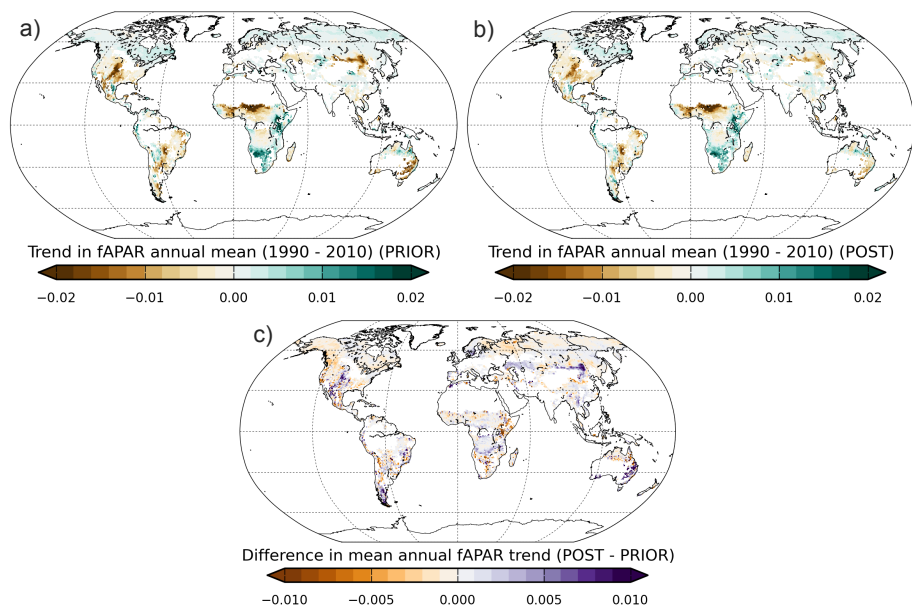 a)
b)
Trend in fAPAR annual mean (1990 - 2010) (PRIOR)
−0.02 −0.01 0.00 0.01 0.02
Trend in fAPAR annual mean (1990 - 2010) (POST)
−0.02 −0.01 0.00 0.01 0.02
c)
Difference in mean annual fAPAR trend (POST - PRIOR)
−0.010 −0.005 0.000 0.005 0.010